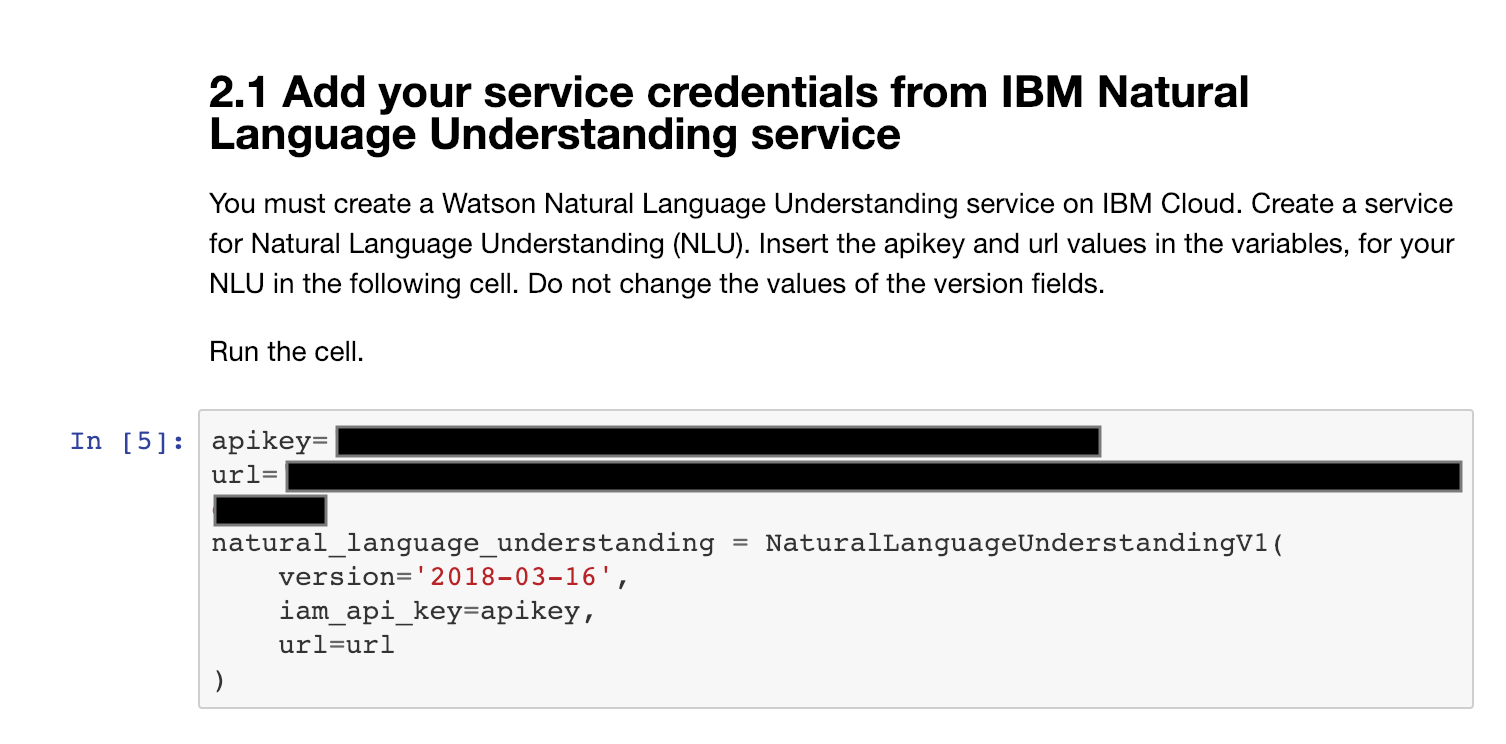 2.1 Add your service credentials from IBM Natural
Language Understanding service
You must create a Watson Natural Language Understanding service on IBM Cloud. Create a service
for Natural Language Understanding (NLU). Insert the apikey and url values in the variables, for your
NLU in the following cell. Do not change the values of the version fields.
Run the cell.
In [5]: apikey=
url=
natural_language_understanding = NaturalLanguageUnderstandingV1(
    version='2018-03-16',
    iam_api_key=apikey,
    url=url
)